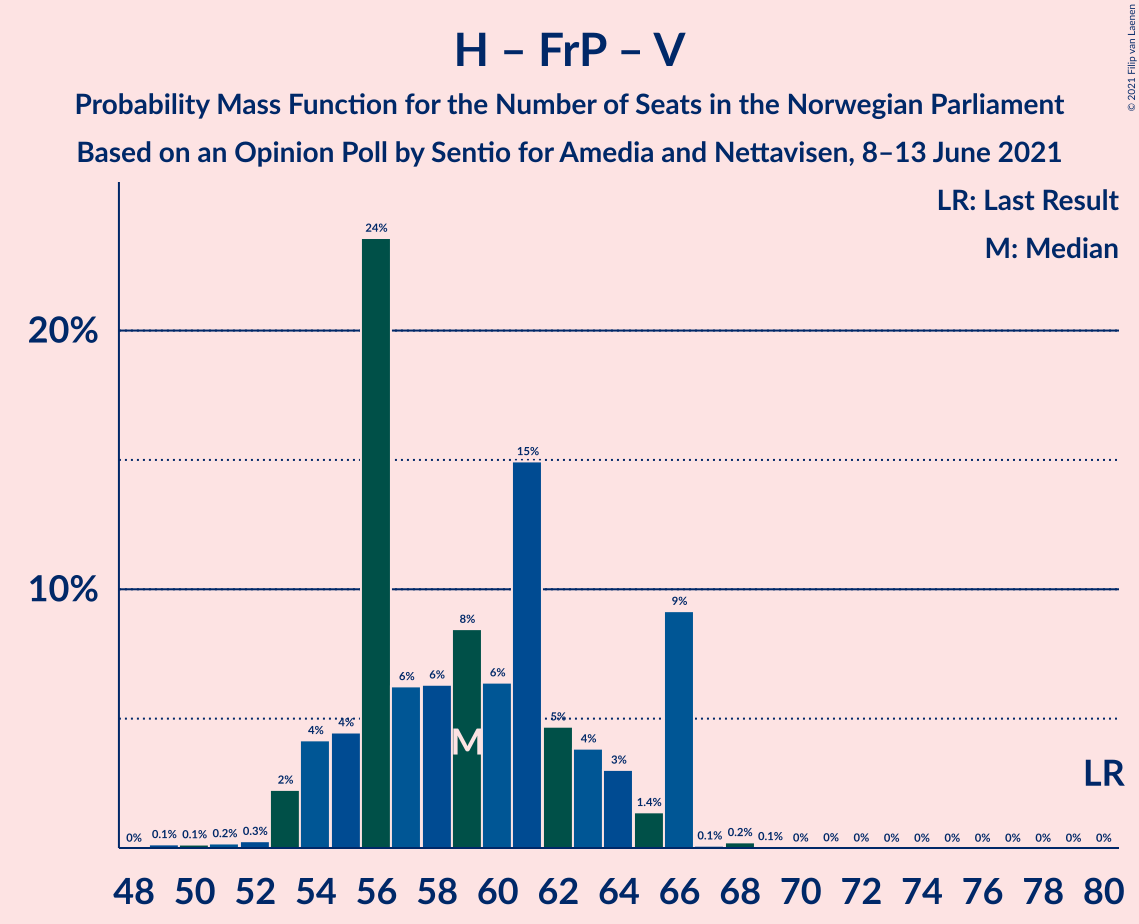 © 2021 Filip van Laenen
H – FrP – V
Probability Mass Function for the Number of Seats in the Norwegian Parliament
Based on an Opinion Poll by Sentio for Amedia and Nettavisen, 8–13 June 2021
LR: Last Result
M: Median
20%
10%
0% 0.1% 0.1% 0.2% 0.3% 2% 4% 4% 24% 6% 6% 8% 6% 15% 5% 4% 3% 1.4% 9% 0.1% 0.2% 0.1% 0% 0% 0% 0% 0% 0% 0% 0% 0% 0% 0%
M
LR
48 50 52 54 56 58 60 62 64 66 68 70 72 74 76 78 80